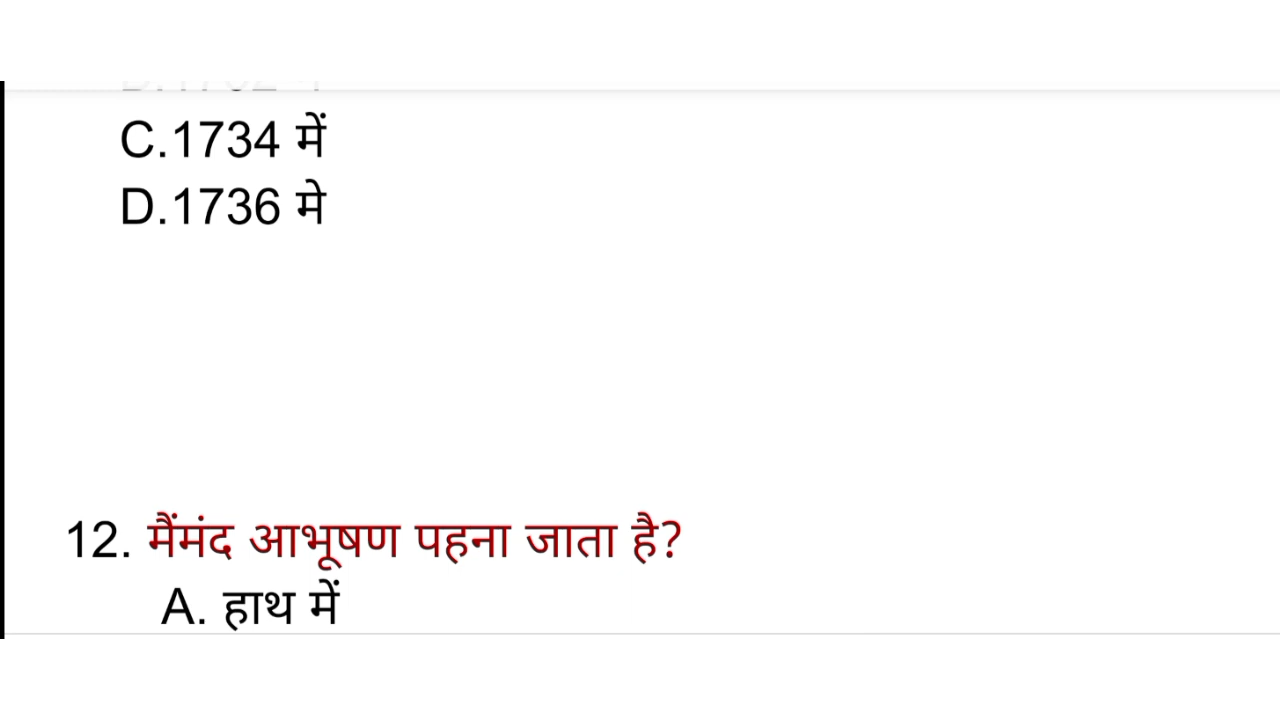 C.1734 में
D.1736 मे
12. मैंमंद आभूषण पहना जाता है?
A. हाथ में